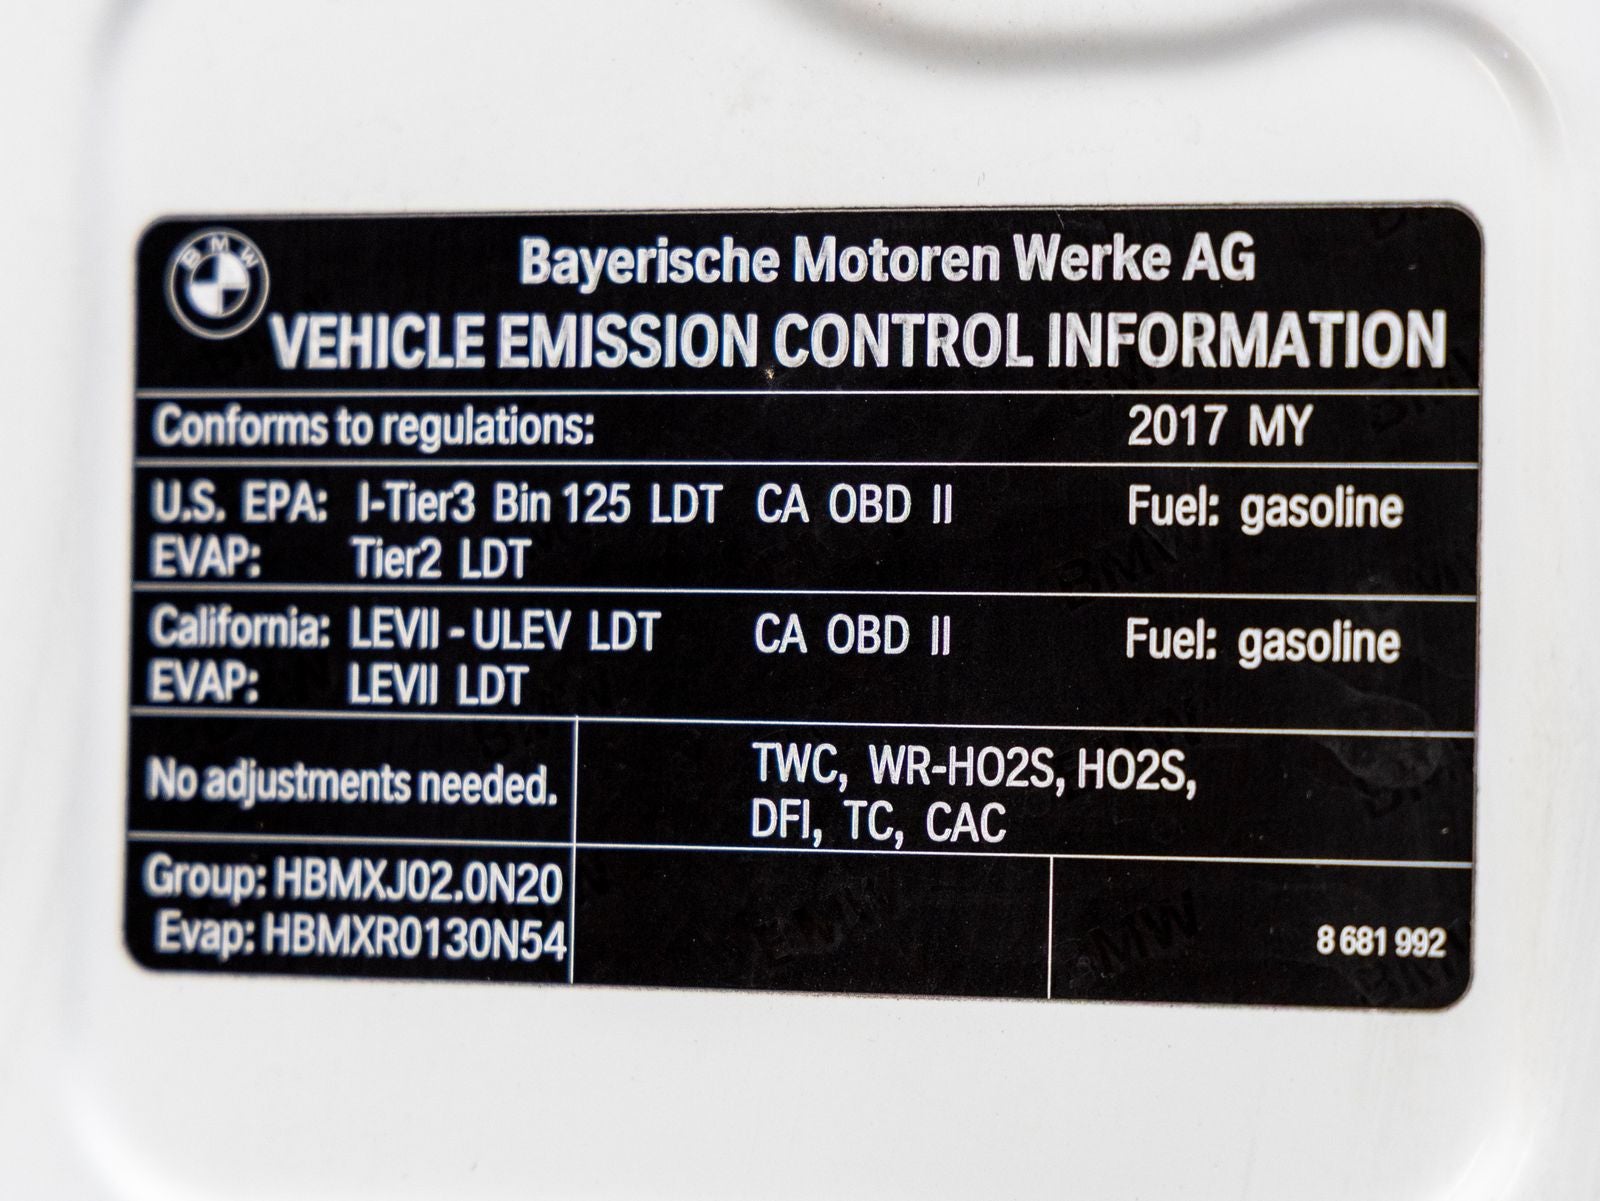 BMW
Bayerische Motoren Werke AG
VEHICLE EMISSION CONTROL INFORMATION
Conforms to regulations: 2017 MY
U.S. EPA: I-Tier3 Bin 125 LDT CA OBD II Fuel: gasoline
EVAP: Tier2 LDT
California: LEVII - ULEV LDT CA OBD II Fuel: gasoline
EVAP: LEVII LDT
No adjustments needed.
TWC, WR-HO2S, HO2S,
DFI, TC, CAC
Group: HBMXJ02.0N20
Evap: HBMXR0130N54
8 681 992